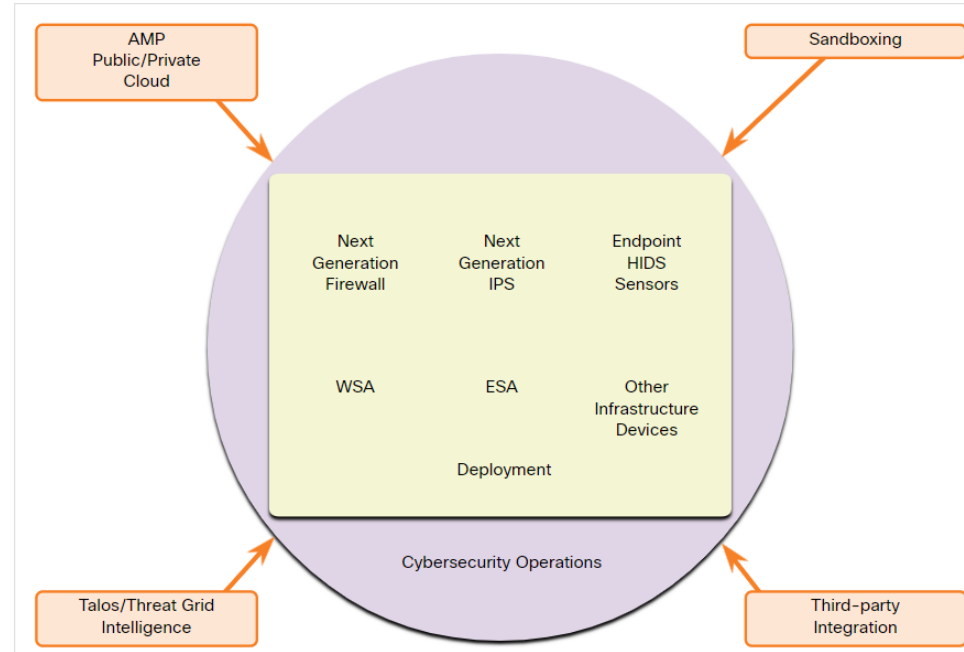 AMP
Public/Private
Cloud
Sandboxing
Next
Generation
Firewall
Next
Generation
IPS
Endpoint
HIDS
Sensors
WSA
ESA
Other
Infrastructure
Devices
Deployment
Cybersecurity Operations
Talos/Threat Grid
Intelligence
Third-party
Integration